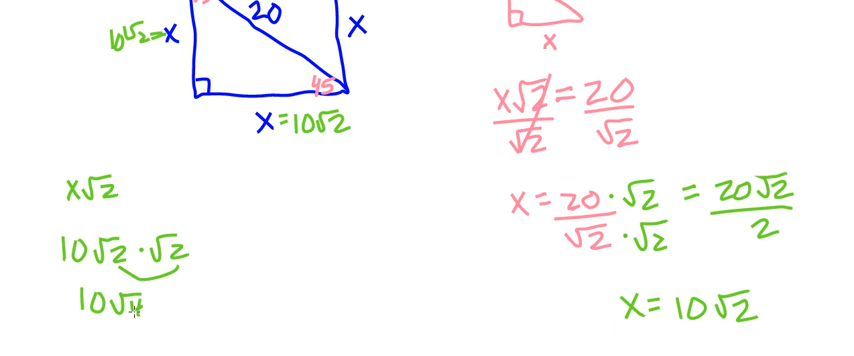 20
6√2 = x
x
x
45
x = 10√2
x√2/√2 = 20/√2
x√2
x = 20/√2 · √2/√2 = 20√2/2
10√2 · √2
10√4
x = 10√2